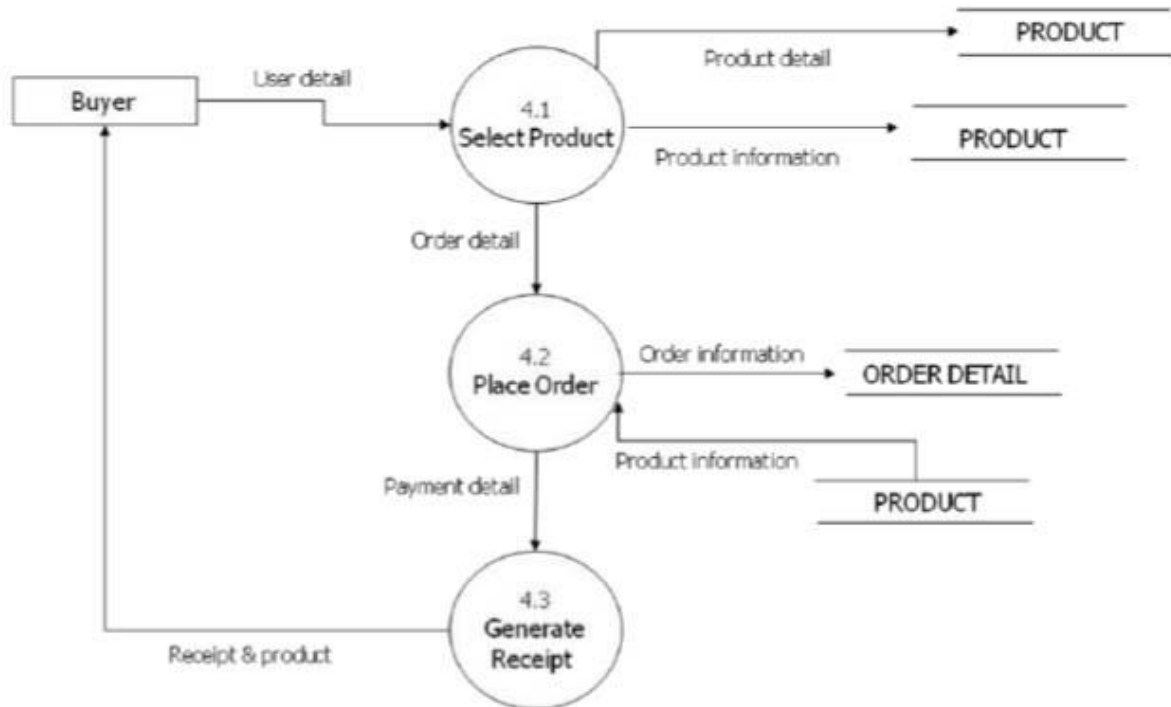 PRODUCT
Product detail
User detail
Buyer
4.1
Select Product
PRODUCT
Product information
Order detail
4.2
Place Order
Order information
ORDER DETAIL
Product information
Payment detail
PRODUCT
4.3
Generate
Receipt
Receipt & product